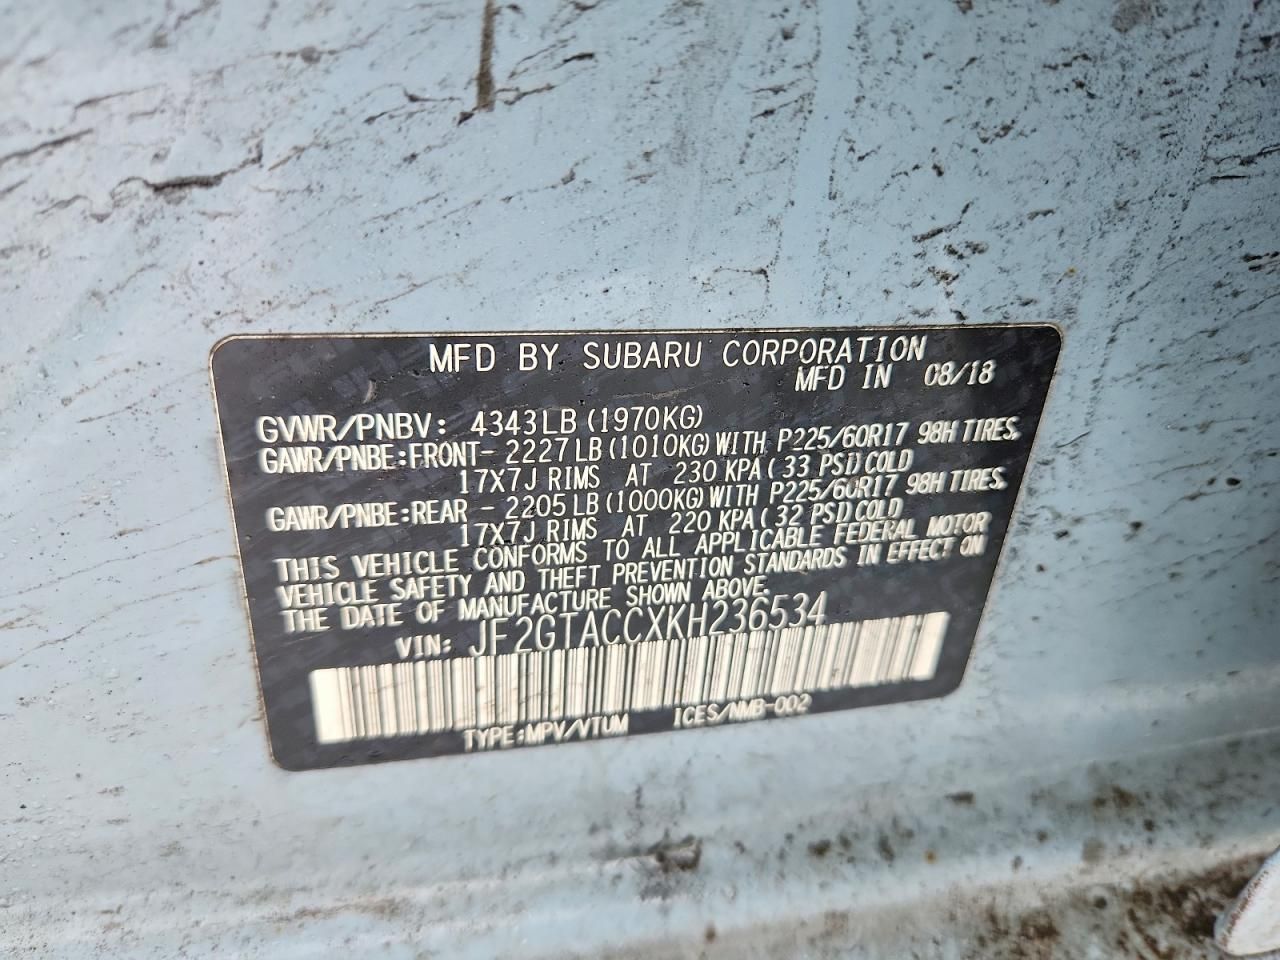 MFD BY SUBARU CORPORATION
MFD IN 08/18
GVWR/PNBV: 4343LB (1970KG)
GAWR/PNBE:FRONT- 2227LB (1010KG) WITH P225/60R17 98H TIRES,
17X7J RIMS AT 230 KPA (33 PSI) COLD
GAWR/PNBE:REAR - 2205LB (1000KG) WITH P225/60R17 98H TIRES,
17X7J RIMS AT 220 KPA (32 PSI) COLD
THIS VEHICLE CONFORMS TO ALL APPLICABLE FEDERAL MOTOR
VEHICLE SAFETY AND THEFT PREVENTION STANDARDS IN EFFECT ON
THE DATE OF MANUFACTURE SHOWN ABOVE.
VIN: JF2GTACCXKH236534
TYPE:MPV/VTUM ICES/NMB-002